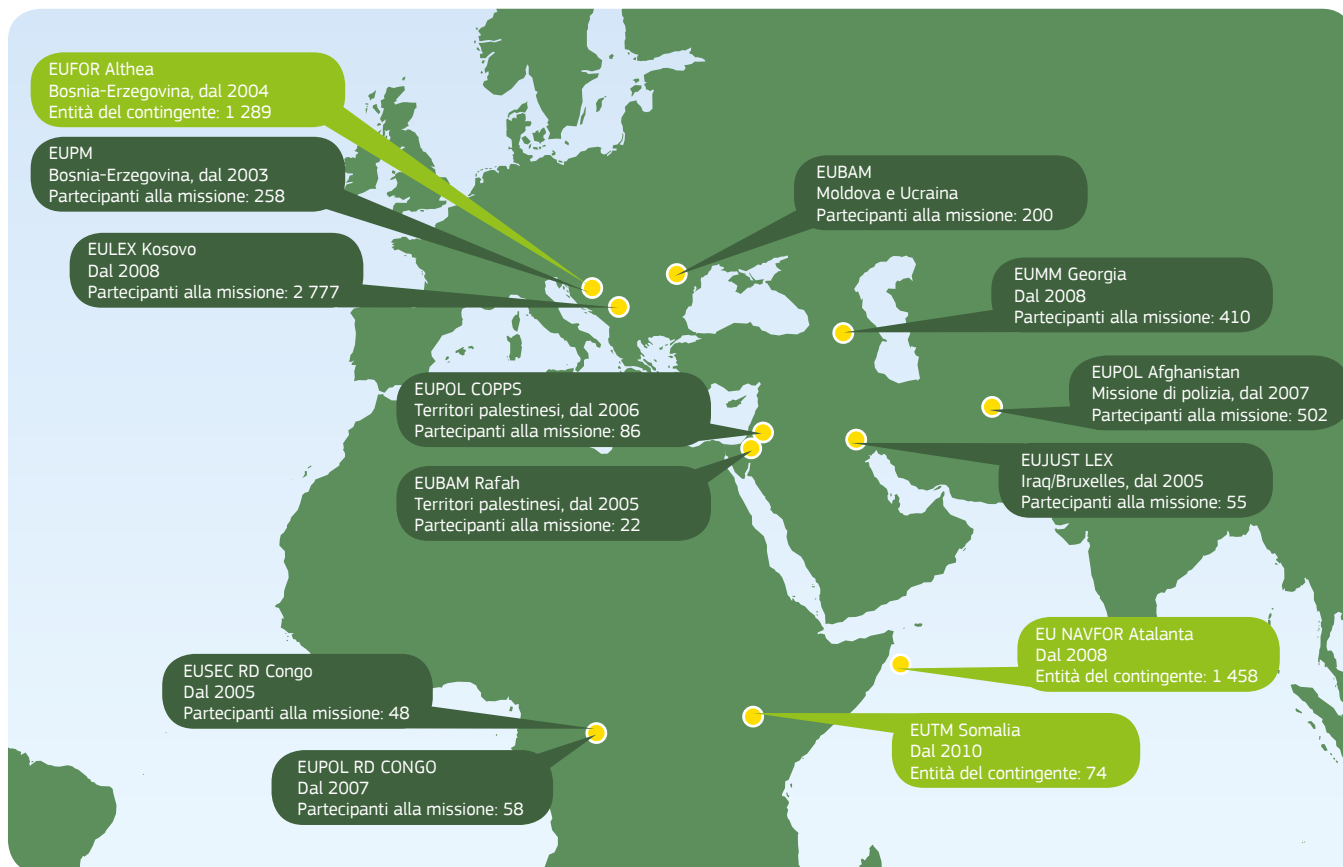 EUFOR Althea
Bosnia-Erzegovina, dal 2004
Entità del contingente: 1 289
EUPM
Bosnia-Erzegovina, dal 2003
Partecipanti alla missione: 258
EULEX Kosovo
Dal 2008
Partecipanti alla missione: 2 777
EUBAM
Moldova e Ucraina
Partecipanti alla missione: 200
EUMM Georgia
Dal 2008
Partecipanti alla missione: 410
EUPOL Afghanistan
Missione di polizia, dal 2007
Partecipanti alla missione: 502
EUPOL COPPS
Territori palestinesi, dal 2006
Partecipanti alla missione: 86
EUJUST LEX
Iraq/Bruxelles, dal 2005
Partecipanti alla missione: 55
EUBAM Rafah
Territori palestinesi, dal 2005
Partecipanti alla missione: 22
EU NAVFOR Atalanta
Dal 2008
Entità del contingente: 1 458
EUSEC RD Congo
Dal 2005
Partecipanti alla missione: 48
EUTM Somalia
Dal 2010
Entità del contingente: 74
EUPOL RD CONGO
Dal 2007
Partecipanti alla missione: 58